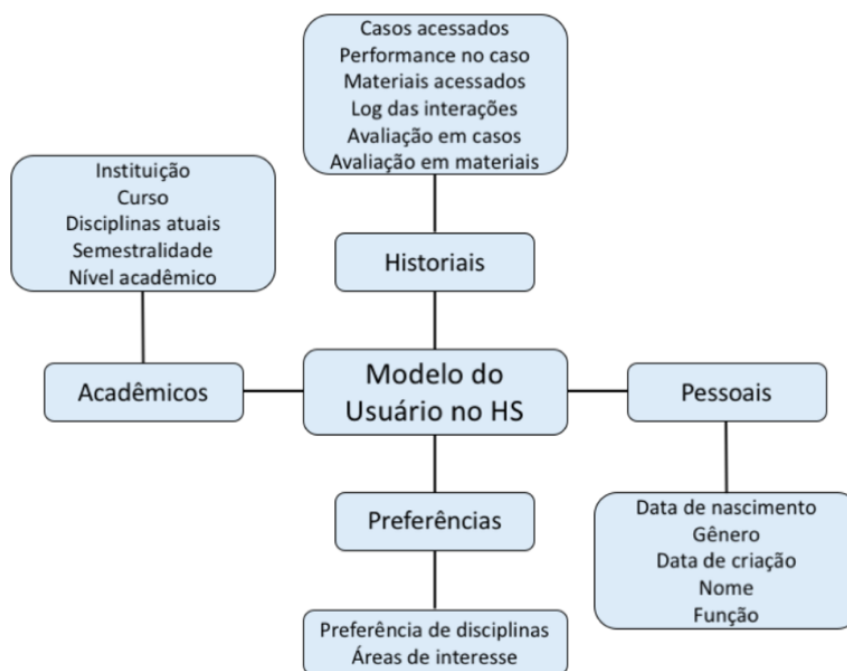 Casos acessados
Performance no caso
Materiais acessados
Log das interações
Avaliação em casos
Avaliação em materiais
Instituição
Curso
Disciplinas atuais
Semestralidade
Nível acadêmico
Historiais
Acadêmicos
Modelo do
Usuário no HS
Pessoais
Preferências
Data de nascimento
Gênero
Data de criação
Nome
Função
Preferência de disciplinas
Áreas de interesse